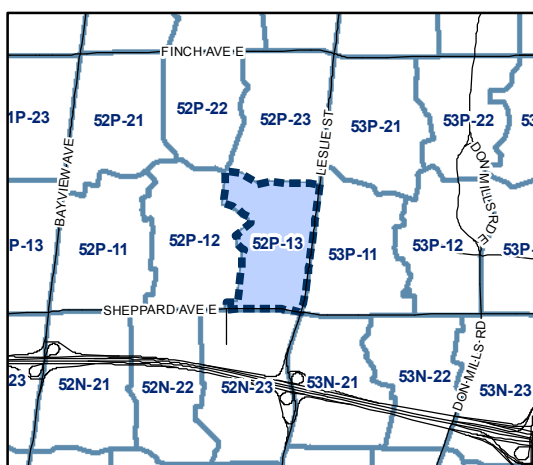 FINCH AVE E
1P-23
52P-21
52P-22
52P-23
53P-21
53P-22
53
BAYVIEW AVE
LESLIE ST
DON MILLS RD E
P-13
52P-11
52P-12
52P-13
53P-11
53P-12
53P-
SHEPPARD AVE E
23
52N-21
52N-22
52N-23
53N-21
53N-22
53N-23
DON MILLS RD